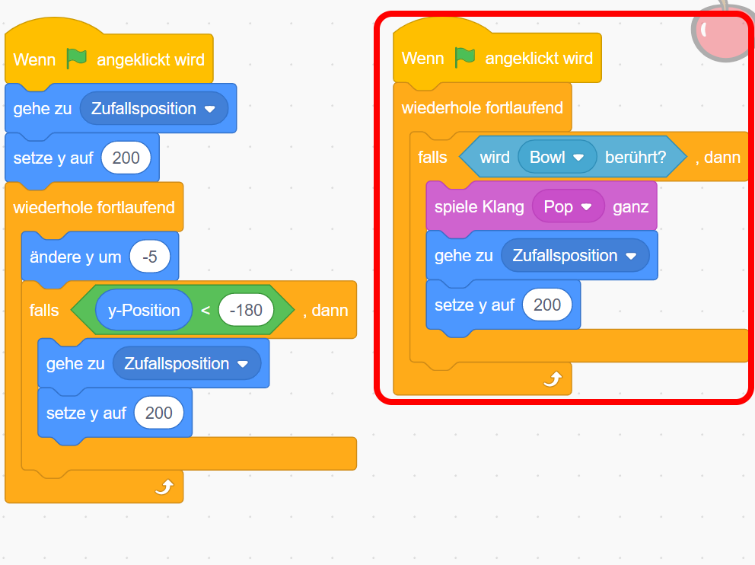 Wenn angeklickt wird
gehe zu Zufallsposition
setze y auf 200
wiederhole fortlaufend
ändere y um -5
falls y-Position < -180 , dann
gehe zu Zufallsposition
setze y auf 200
Wenn angeklickt wird
wiederhole fortlaufend
falls wird Bowl berührt? , dann
spiele Klang Pop ganz
gehe zu Zufallsposition
setze y auf 200